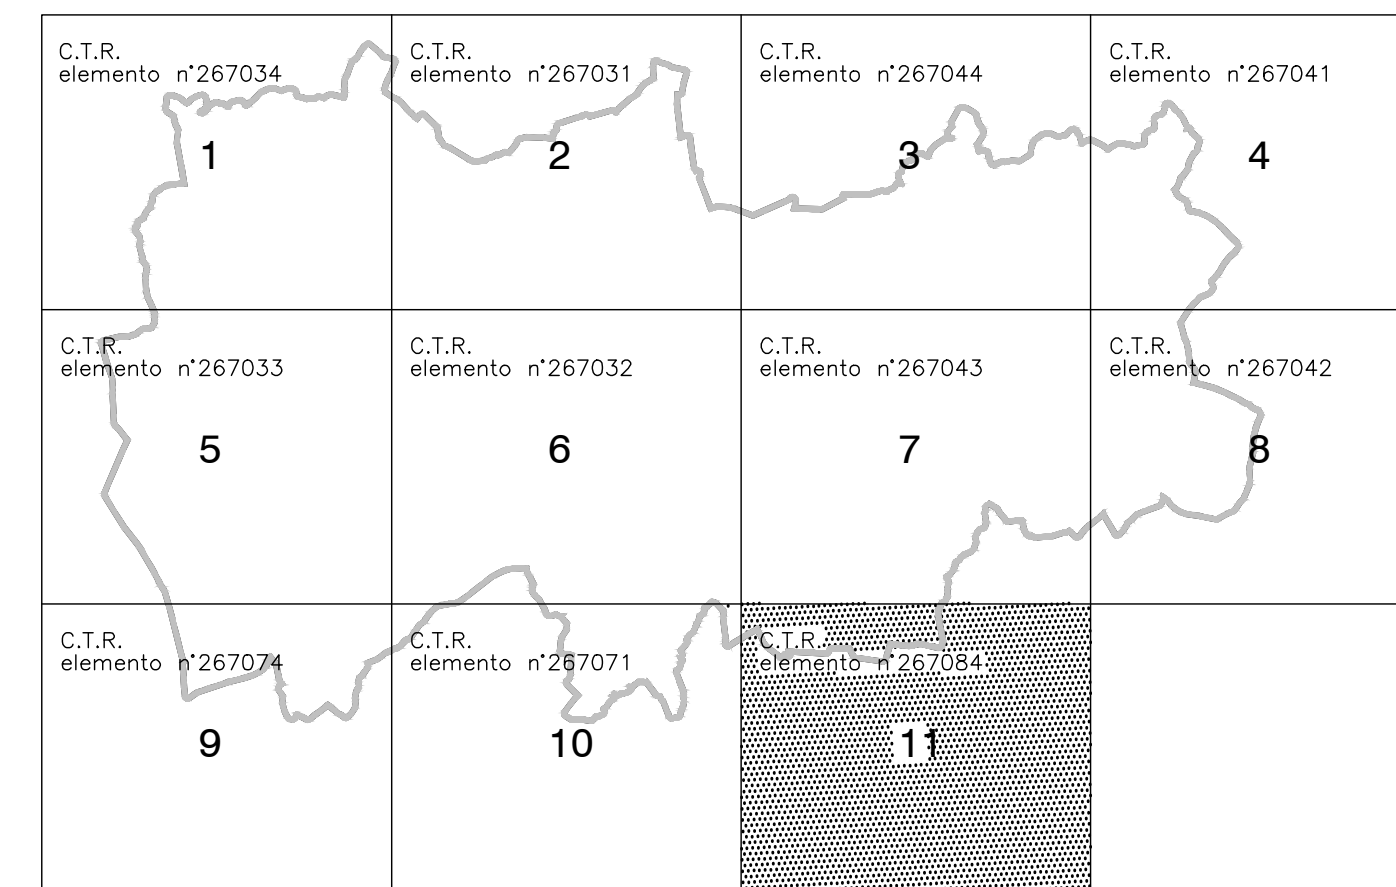 C.T.R.
elemento n°267034
1
C.T.R.
elemento n°267031
2
C.T.R.
elemento n°267044
3
C.T.R.
elemento n°267041
4
C.T.R.
elemento n°267033
5
C.T.R.
elemento n°267032
6
C.T.R.
elemento n°267043
7
C.T.R.
elemento n°267042
8
C.T.R.
elemento n°267074
9
C.T.R.
elemento n°267071
10
C.T.R.
elemento n°267084
11